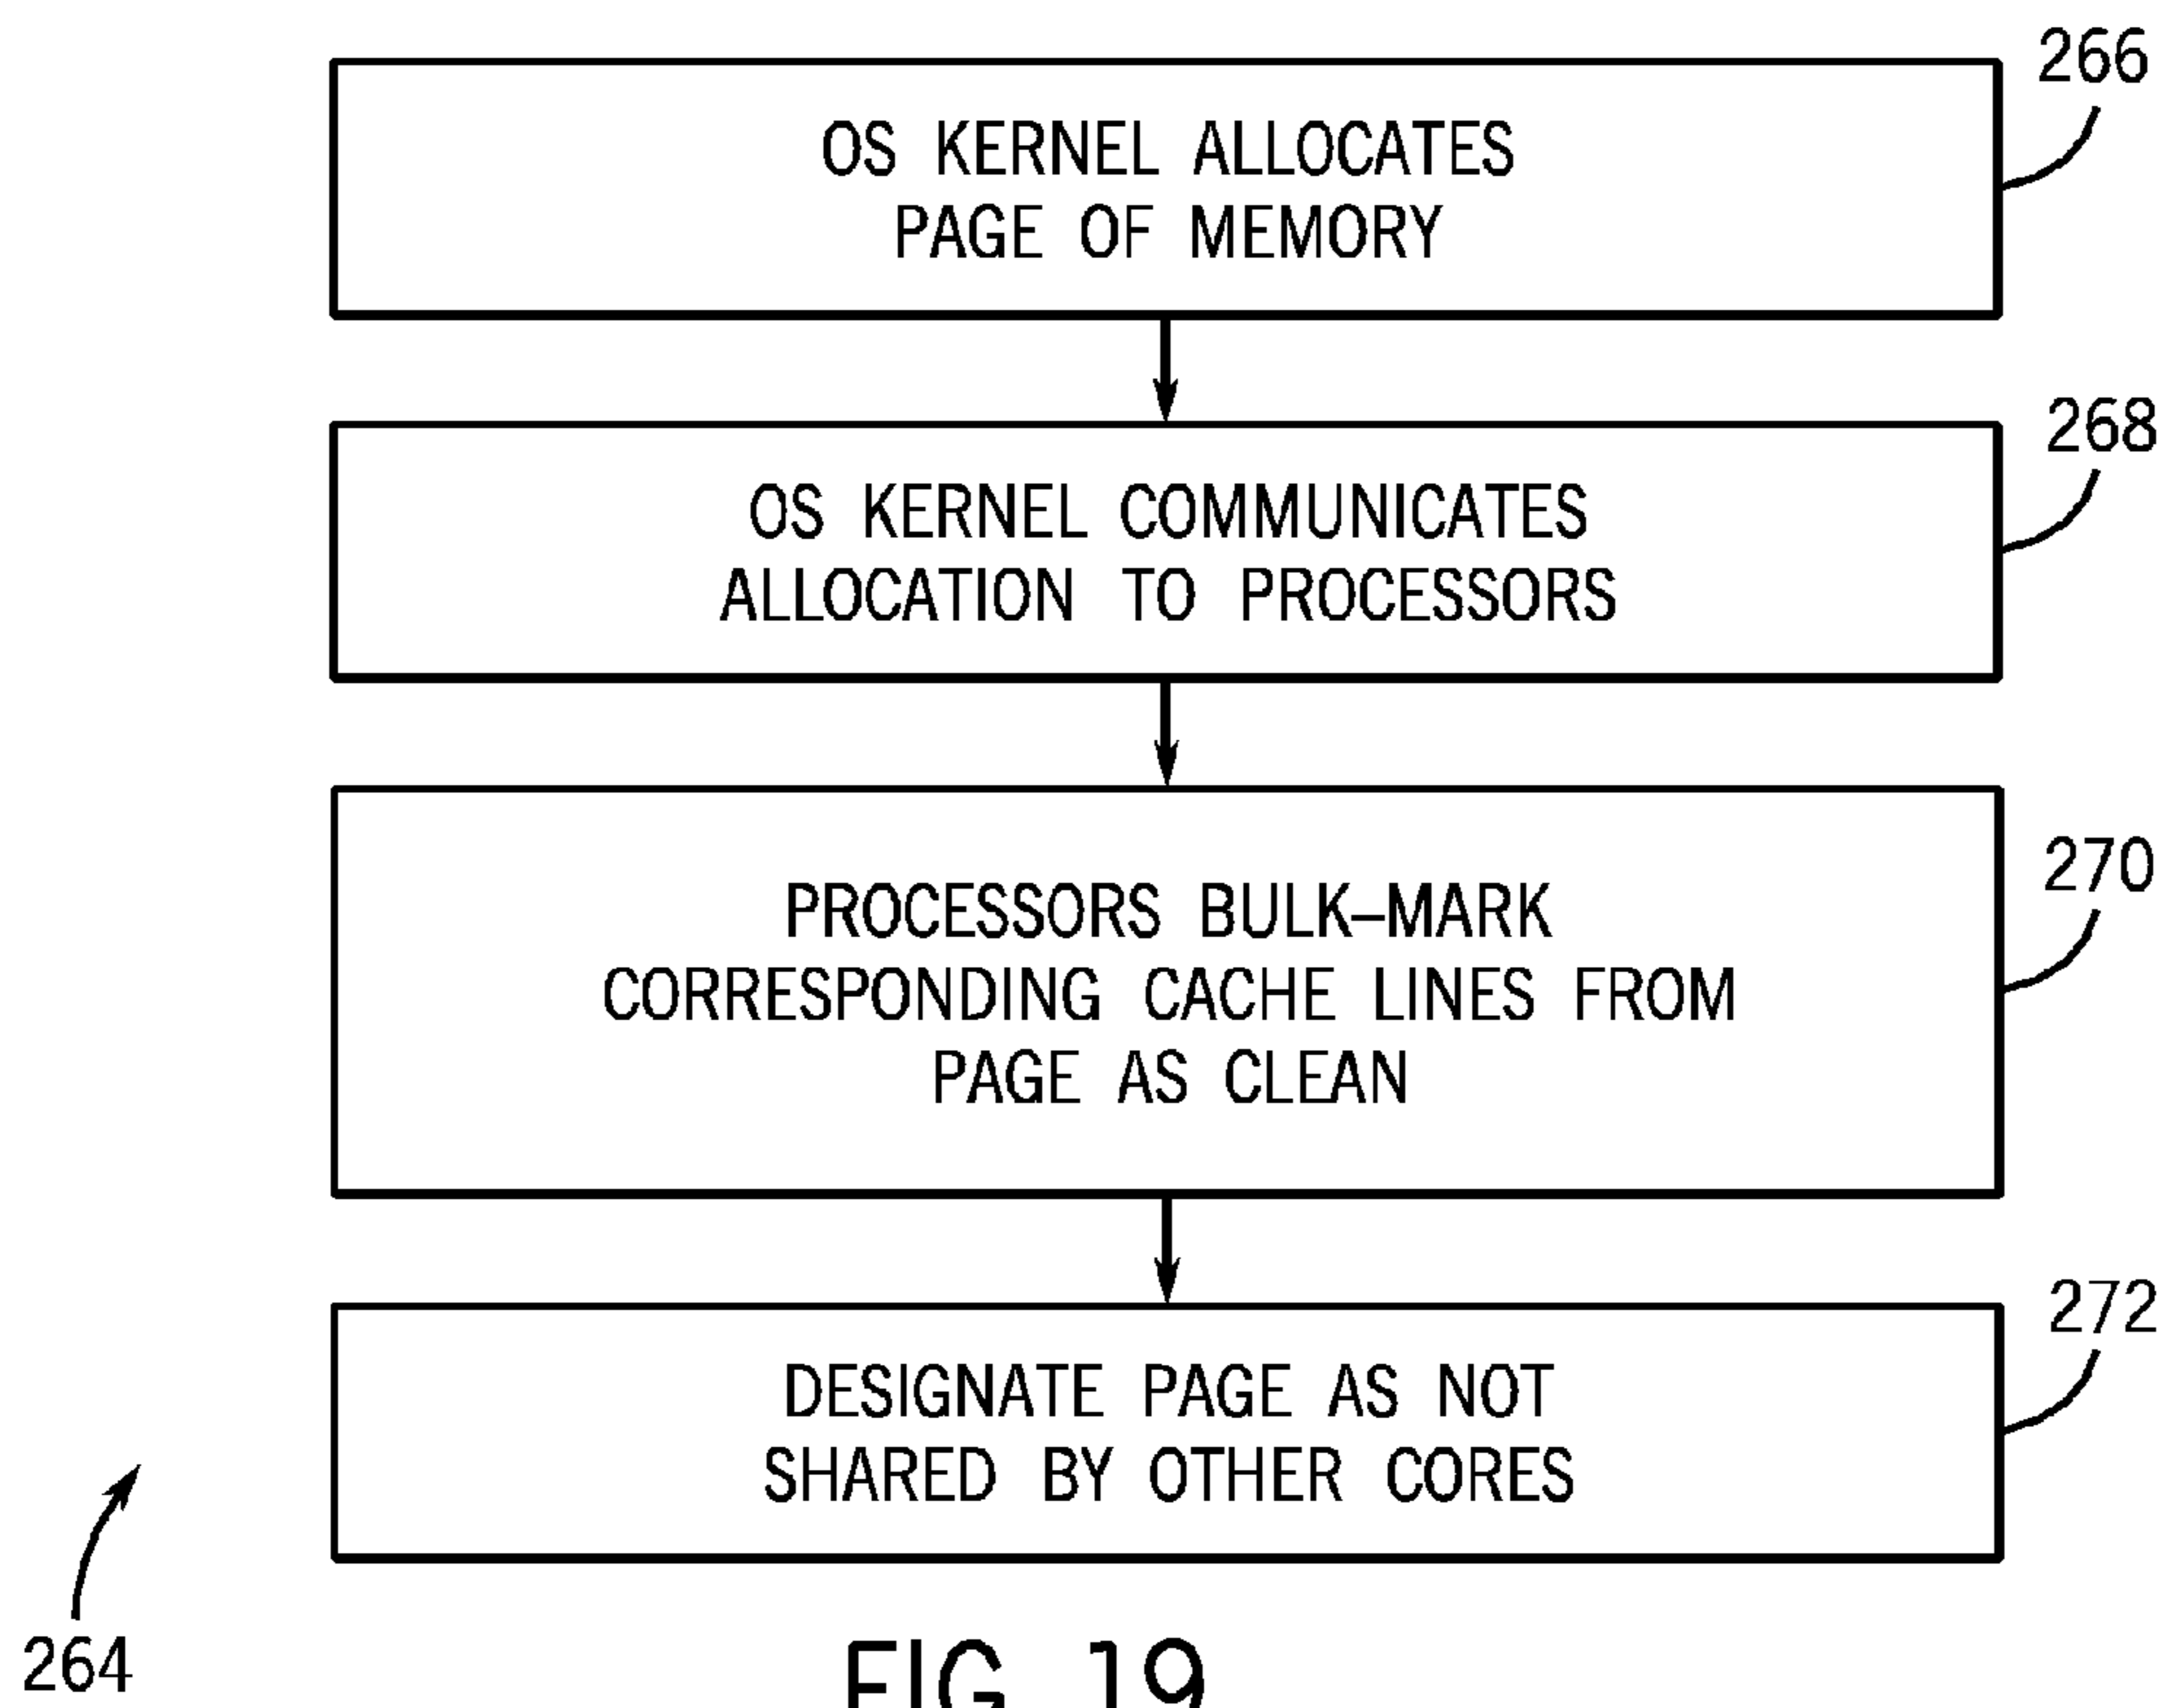 266
OS KERNEL ALLOCATES
PAGE OF MEMORY
268
OS KERNEL COMMUNICATES
ALLOCATION TO PROCESSORS
270
PROCESSORS BULK–MARK
CORRESPONDING CACHE LINES FROM
PAGE AS CLEAN
272
DESIGNATE PAGE AS NOT
SHARED BY OTHER CORES
264
FIG 19